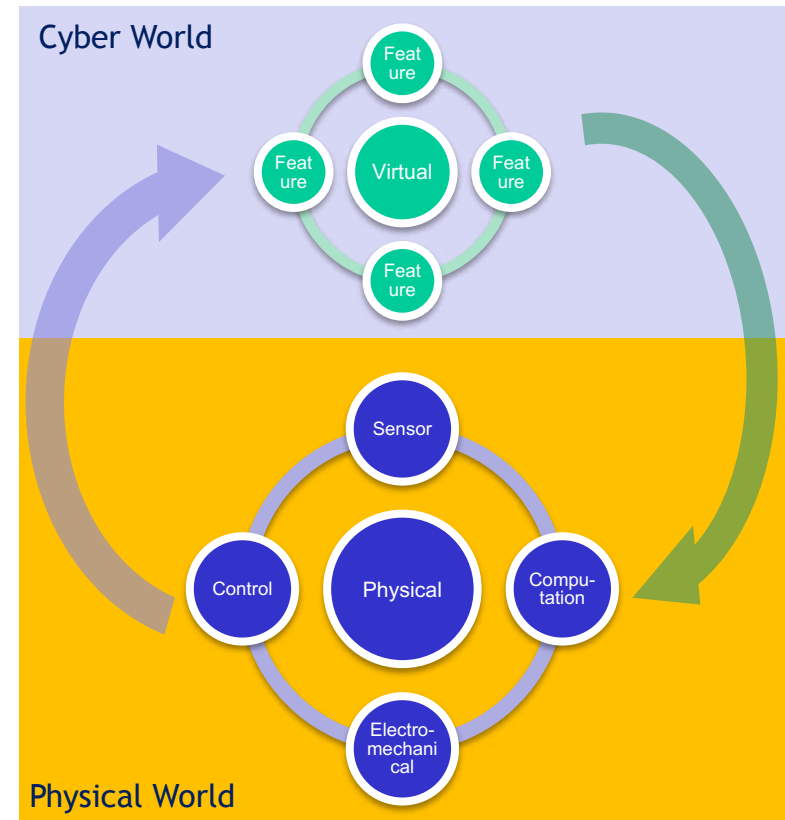 Cyber World
Feat
ure
Feat
ure
Virtual
Feat
ure
Feat
ure
Sensor
Control
Physical
Compu-
tation
Electro-
mechani
cal
Physical World